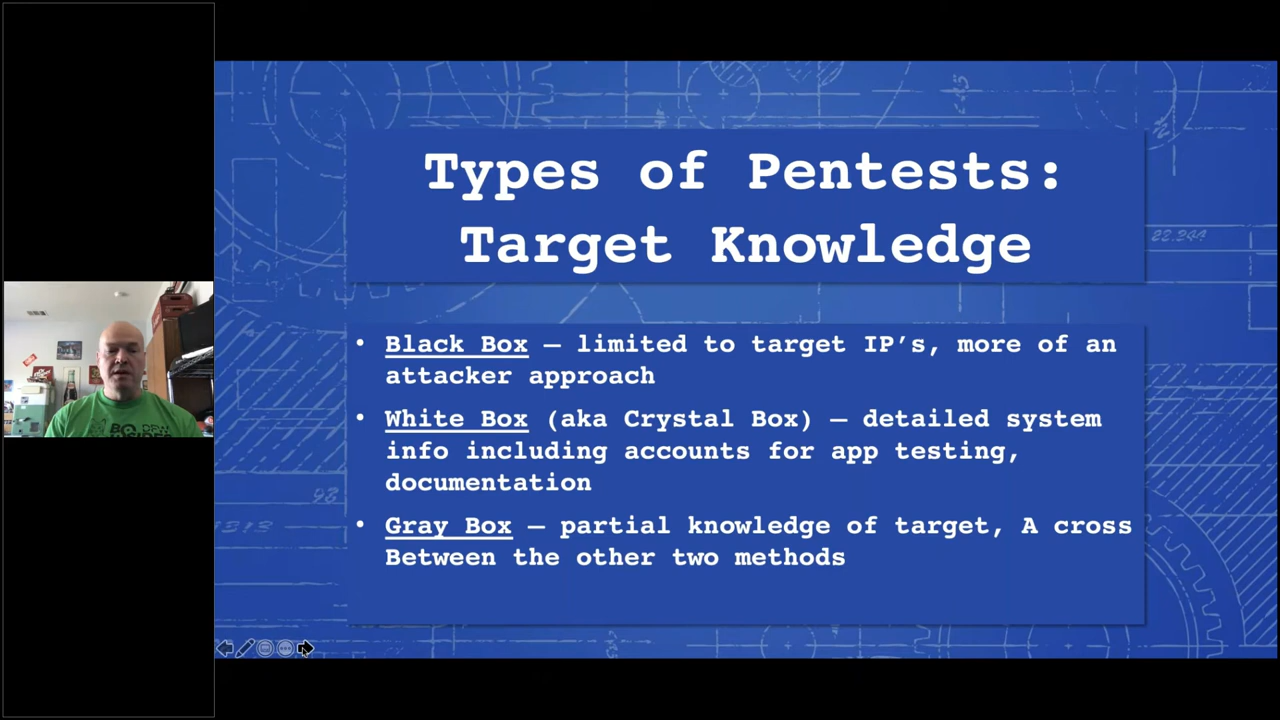 Types of Pentests:
Target Knowledge
• Black Box – limited to target IP’s, more of an
attacker approach
• White Box (aka Crystal Box) – detailed system
info including accounts for app testing,
documentation
• Gray Box – partial knowledge of target, A cross
Between the other two methods